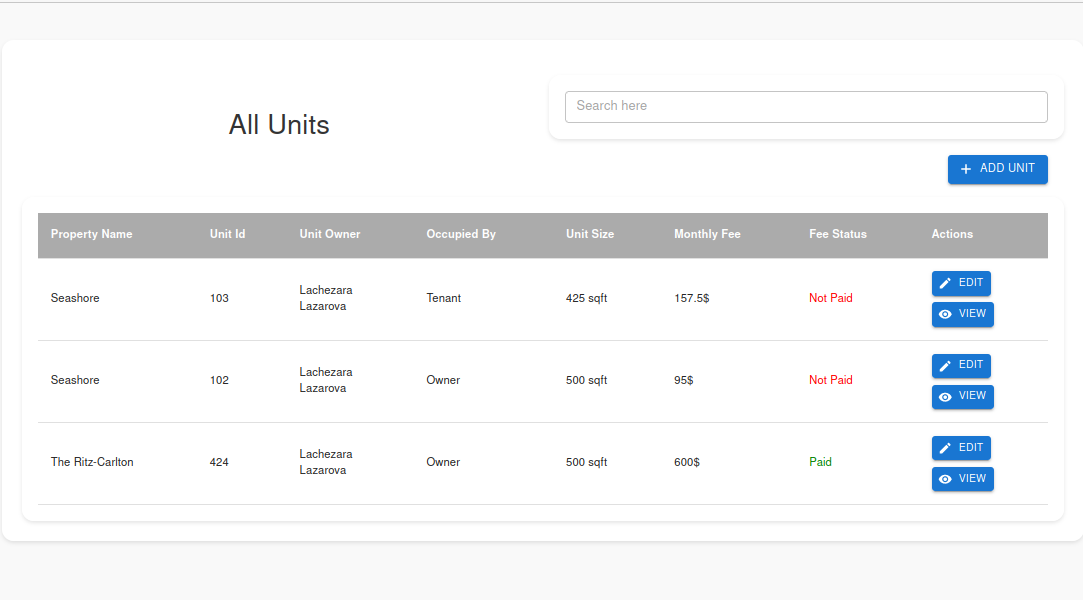 All Units
Search here
ADD UNIT
Property Name Unit Id Unit Owner Occupied By Unit Size Monthly Fee Fee Status Actions
Seashore 103 Lachezara Lazarova Tenant 425 sqft 157.5$ Not Paid EDIT VIEW
Seashore 102 Lachezara Lazarova Owner 500 sqft 95$ Not Paid EDIT VIEW
The Ritz-Carlton 424 Lachezara Lazarova Owner 500 sqft 600$ Paid EDIT VIEW